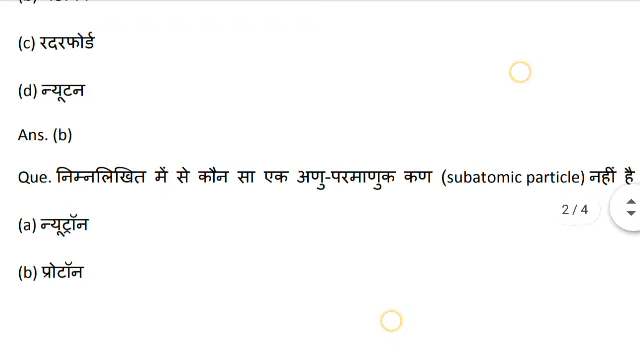 (c) रदरफोर्ड
(d) न्यूटन
Ans. (b)
Que. निम्नलिखित में से कौन सा एक अणु-परमाणुक कण (subatomic particle) नहीं है
2 / 4
(a) न्यूट्रॉन
(b) प्रोटॉन